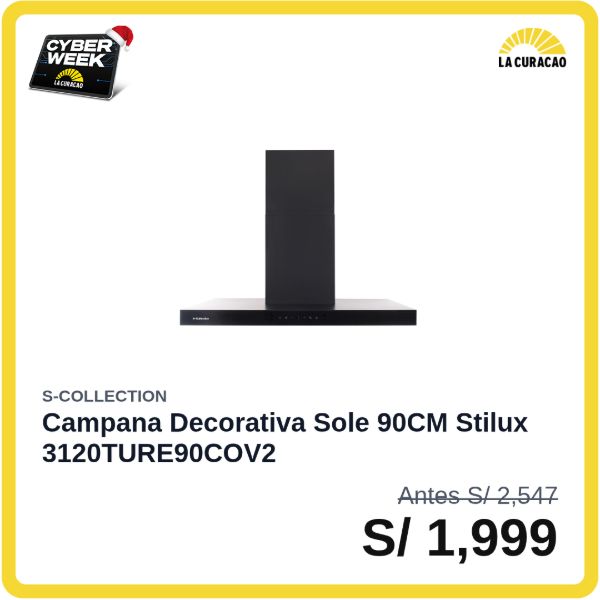 CYBER
WEEK
LA CURACAO
LA CURACAO
S-COLLECTION
Campana Decorativa Sole 90CM Stilux
3120TURE90COV2
Antes S/ 2,547
S/ 1,999